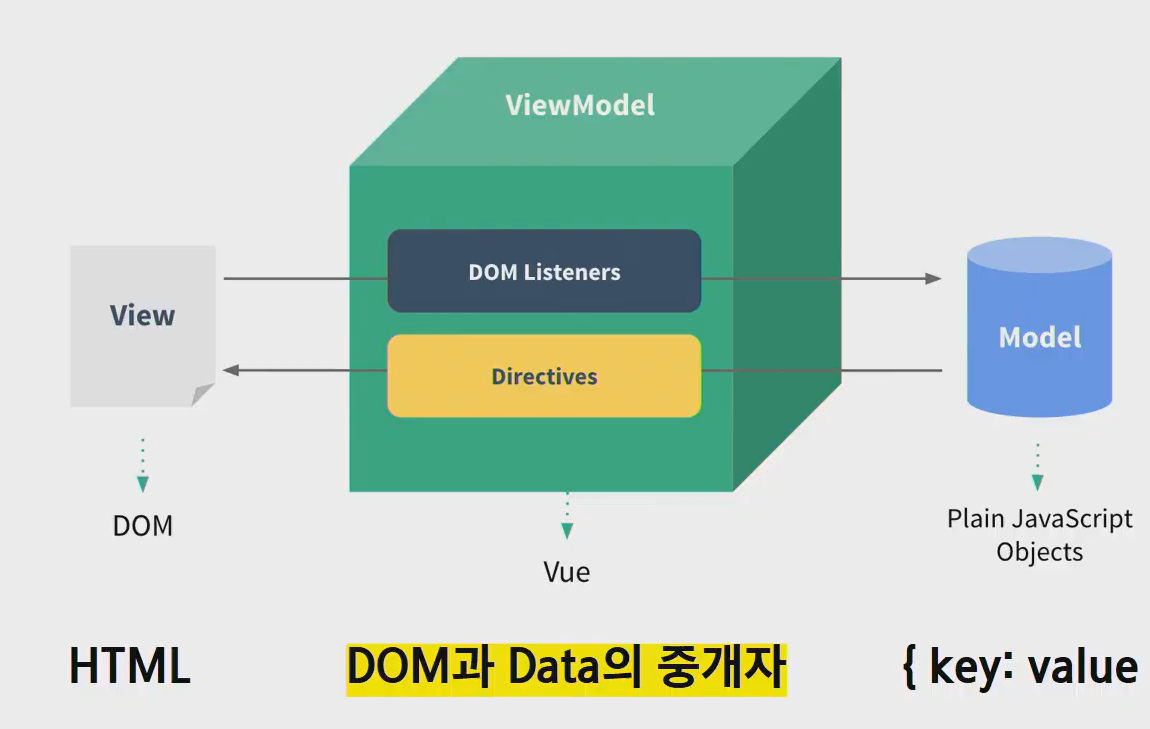 ViewModel
DOM Listeners
View
Model
Directives
DOM
Plain JavaScript
Objects
Vue
HTML
DOM과 Data의 중개자
{ key: value